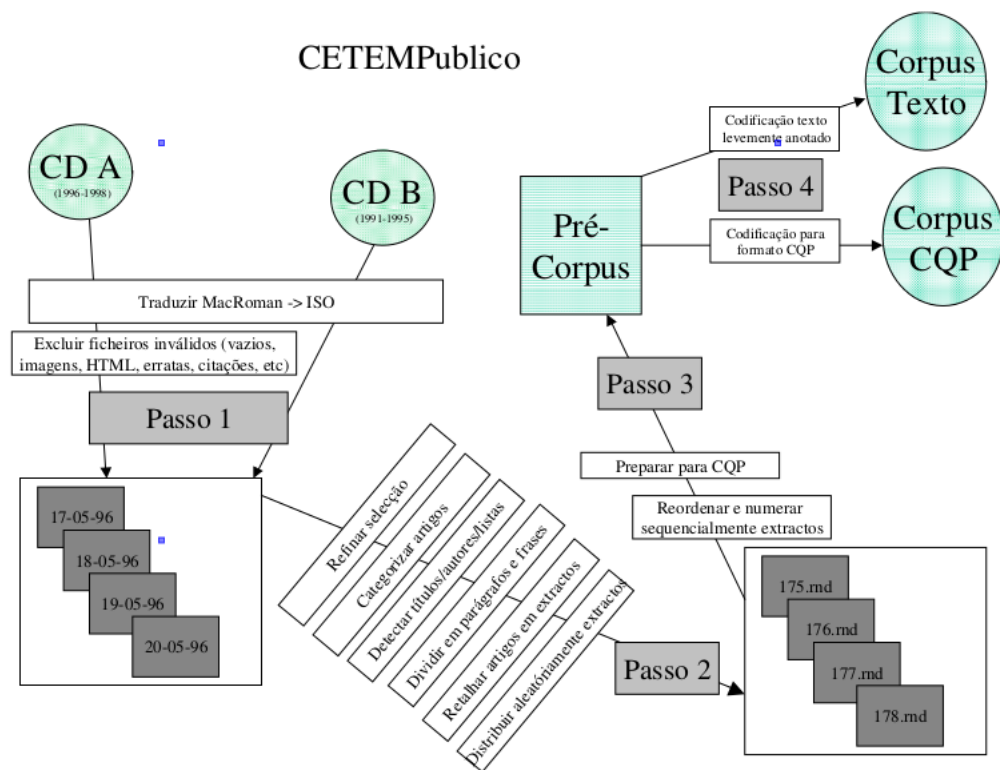 CETEMPublico
CD A
(1996-1998)
CD B
(1991-1995)
Traduzir MacRoman -> ISO
Excluir ficheiros inválidos (vazios,
imagens, HTML, erratas, citações, etc)
Passo 1
17-05-96
18-05-96
19-05-96
20-05-96
Refinar selecção
Categorizar artigos
Detectar títulos/autores/listas
Dividir em parágrafos e frases
Retalhar artigos em extractos
Distribuir aleatóriamente extractos
Passo 2
175.rnd
176.rnd
177.rnd
178.rnd
Reordenar e numerar
sequencialmente extractos
Preparar para CQP
Passo 3
Pré-
Corpus
Codificação texto
levemente anotado
Passo 4
Codificação para
formato CQP
Corpus
Texto
Corpus
CQP